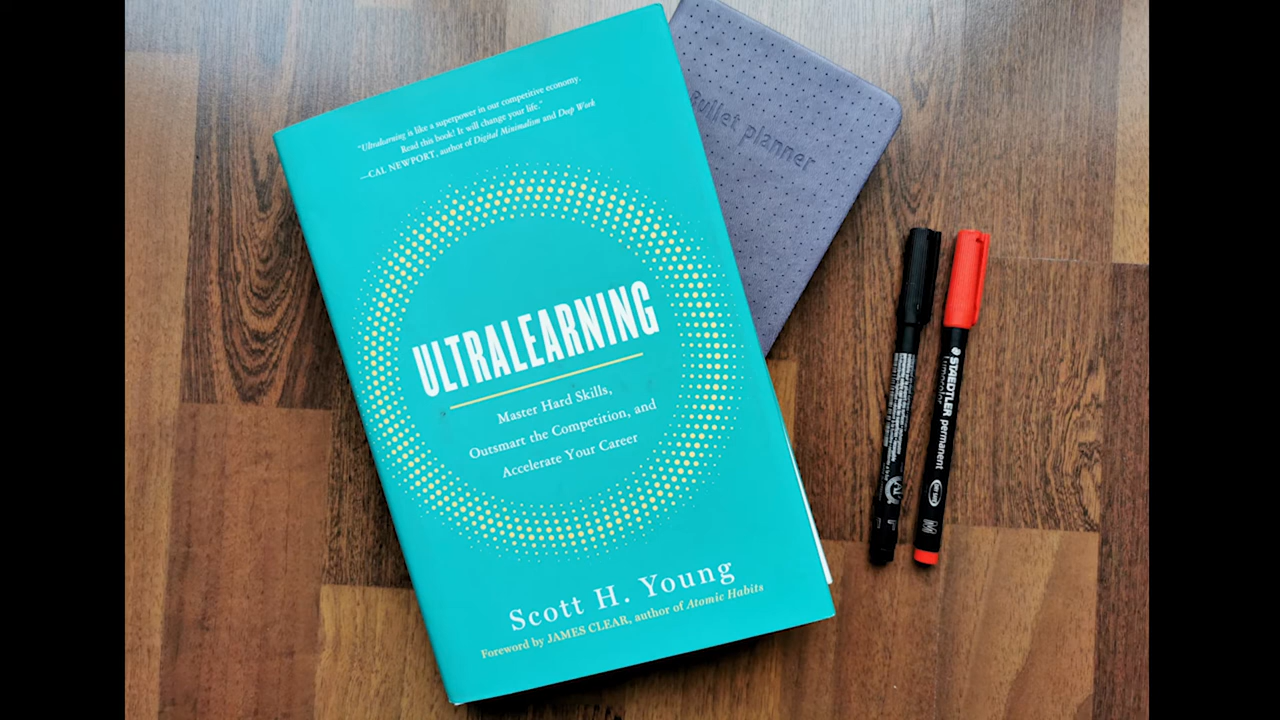 "Ultralearning is like a superpower in our competitive economy.
Read this book! It will change your life."
—CAL NEWPORT, author of Digital Minimalism and Deep Work
ULTRALEARNING
Master Hard Skills,
Outsmart the Competition, and
Accelerate Your Career
Scott H. Young
Foreword by JAMES CLEAR, author of Atomic Habits
bullet planner
STAEDTLER permanent
Lumocolor
M